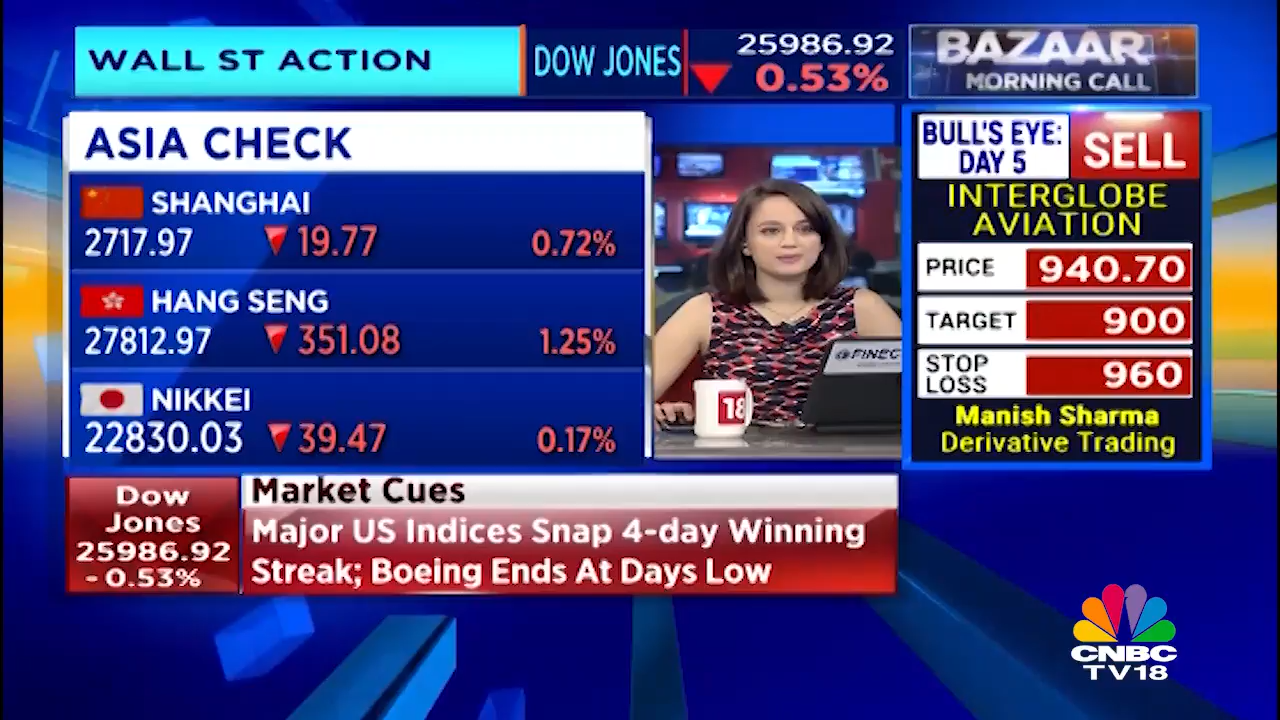 WALL ST ACTION
DOW JONES
25986.92
0.53%
BAZAAR
MORNING CALL
ASIA CHECK
SHANGHAI
2717.97 19.77 0.72%
HANG SENG
27812.97 351.08 1.25%
NIKKEI
22830.03 39.47 0.17%
18
BULL'S EYE:
DAY 5
SELL
INTERGLOBE
AVIATION
PRICE 940.70
TARGET 900
STOP
LOSS
960
Manish Sharma
Derivative Trading
Dow
Jones
25986.92
- 0.53%
Market Cues
Major US Indices Snap 4-day Winning
Streak; Boeing Ends At Days Low
CNBC
TV18